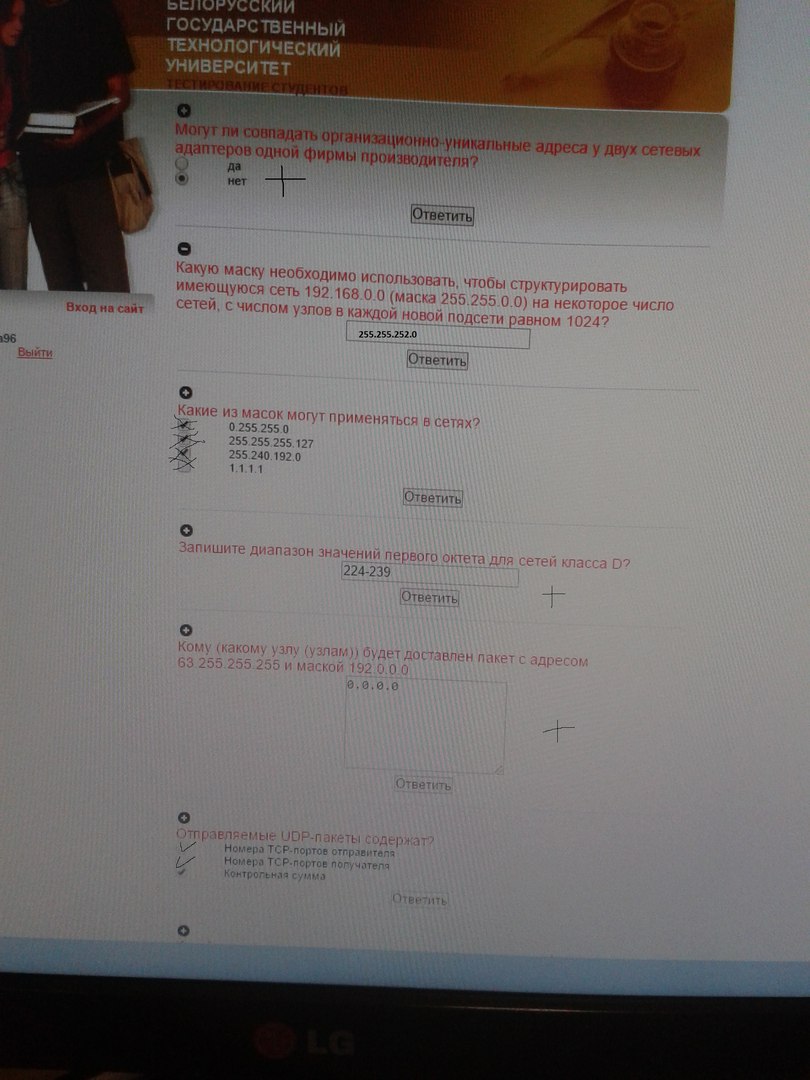 БЕЛОРУССКИЙ
ГОСУДАРСТВЕННЫЙ
ТЕХНОЛОГИЧЕСКИЙ
УНИВЕРСИТЕТ
ТЕСТИРОВАНИЕ СТУДЕНТОВ
Могут ли совпадать организационно-уникальные адреса у двух сетевых
адаптеров одной фирмы производителя?
да
нет
Ответить
Какую маску необходимо использовать, чтобы структурировать
имеющуюся сеть 192.168.0.0 (маска 255.255.0.0) на некоторое число
сетей, с числом узлов в каждой новой подсети равном 1024?
255.255.252.0
Ответить
Вход на сайт
a96
Выйти
Какие из масок могут применяться в сетях?
0.255.255.0
255.255.255.127
255.240.192.0
1.1.1.1
Ответить
Запишите диапазон значений первого октета для сетей класса D?
224-239
Ответить
Кому (какому узлу (узлам)) будет доставлен пакет с адресом
63.255.255.255 и маской 192.0.0.0
0.0.0.0
Ответить
Отправляемые UDP-пакеты содержат?
Номера TCP-портов отправителя
Номера TCP-портов получателя
Контрольная сумма
Ответить
LG